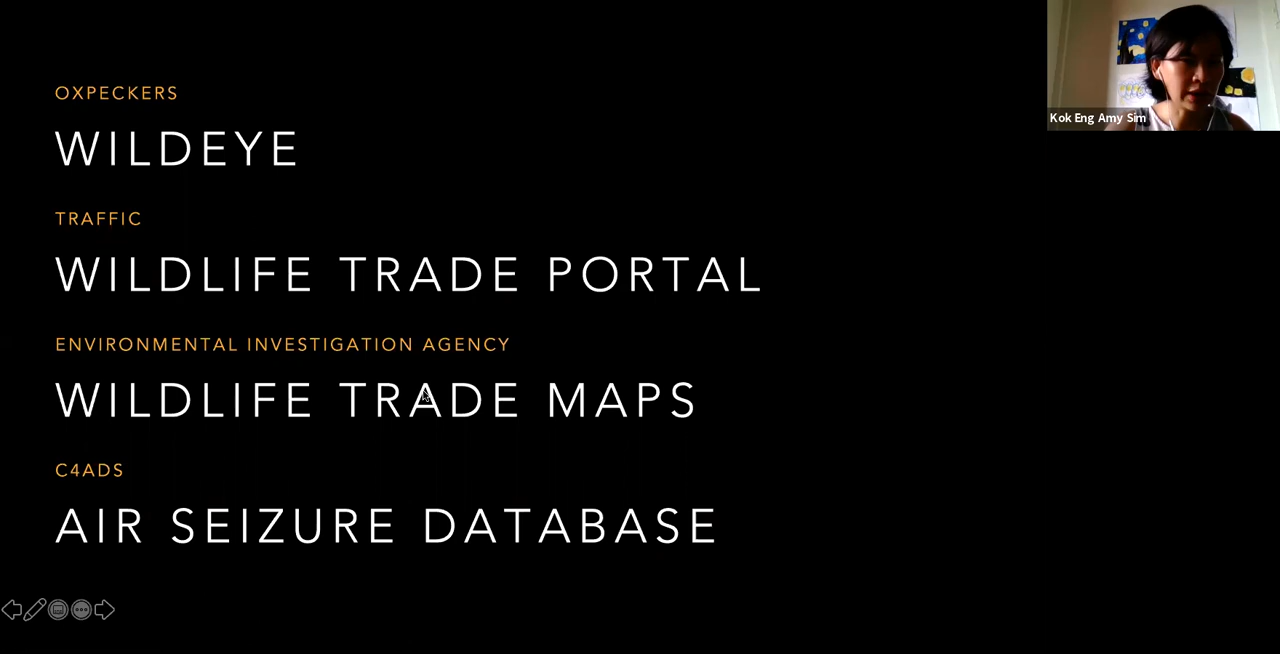 OXPECKERS
WILDEYE
TRAFFIC
WILDLIFE TRADE PORTAL
ENVIRONMENTAL INVESTIGATION AGENCY
WILDLIFE TRADE MAPS
C4ADS
AIR SEIZURE DATABASE
Kok Eng Amy Sim